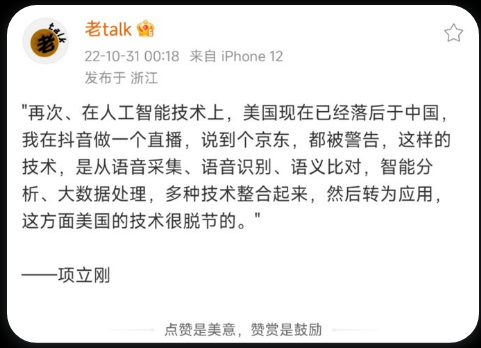 老talk
22-10-31 00:18 来自 iPhone 12
发布于 浙江
"再次、在人工智能技术上，美国现在已经落后于中国，
我在抖音做一个直播，说到个京东，都被警告，这样的
技术，是从语音采集、语音识别、语义比对，智能分
析、大数据处理，多种技术整合起来，然后转为应用，
这方面美国的技术很脱节的。"
——项立刚
点赞是美意，赞赏是鼓励